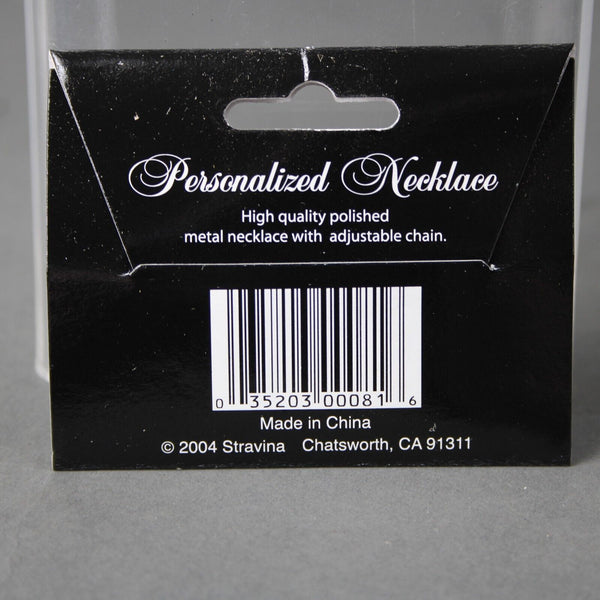 Personalized Necklace
High quality polished
metal necklace with adjustable chain.
0 35203 00081 6
Made in China
© 2004 Stravina Chatsworth, CA 91311